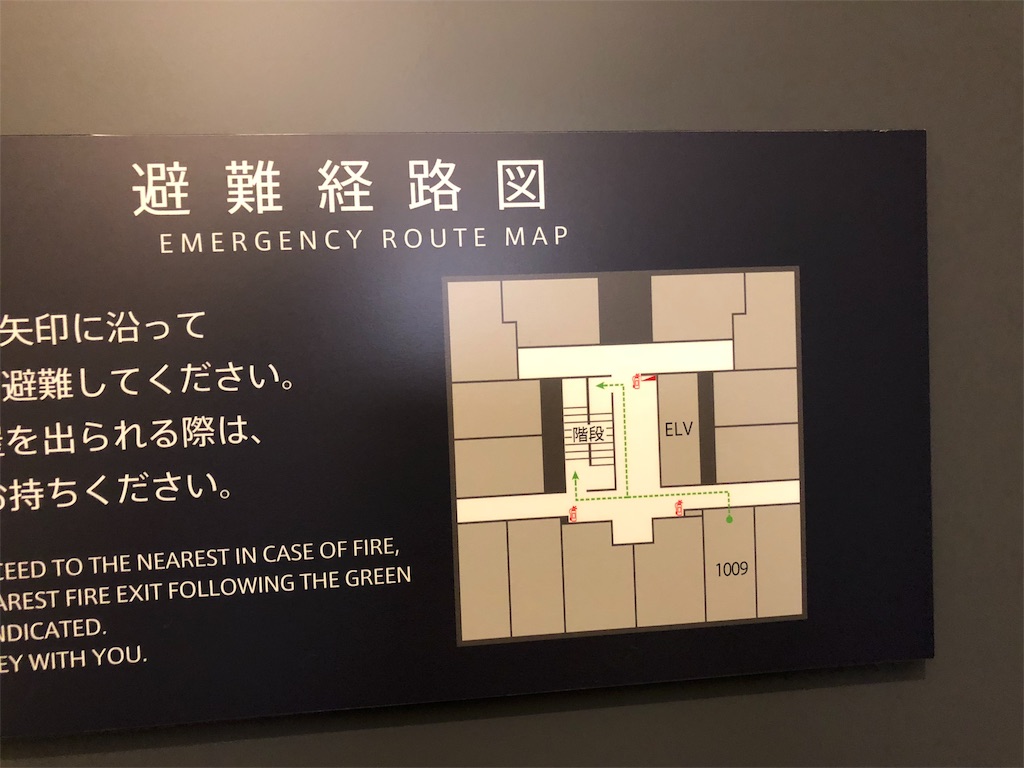 避難経路図
EMERGENCY ROUTE MAP
矢印に沿って
避難してください。
を出られる際は、
お持ちください。
CEED TO THE NEAREST IN CASE OF FIRE,
AREST FIRE EXIT FOLLOWING THE GREEN
NDICATED.
EY WITH YOU.
階段
ELV
1009